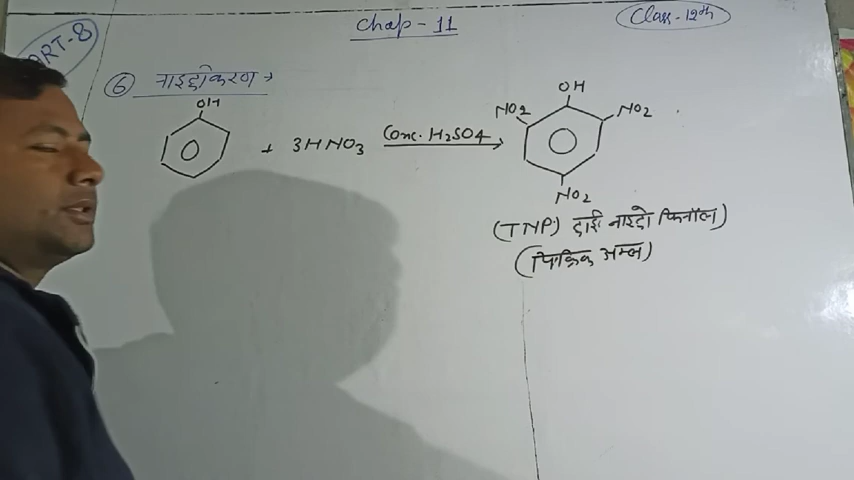 Chap - 11
Class - 12th
ART-8
⑥ नाइट्रीकरण →
OH
+ 3HNO3
Conc. H2SO4
OH
NO2
NO2
NO2
(TNP) ट्राई नाइट्रो फिनॉल)
(पिक्रिक अम्ल)